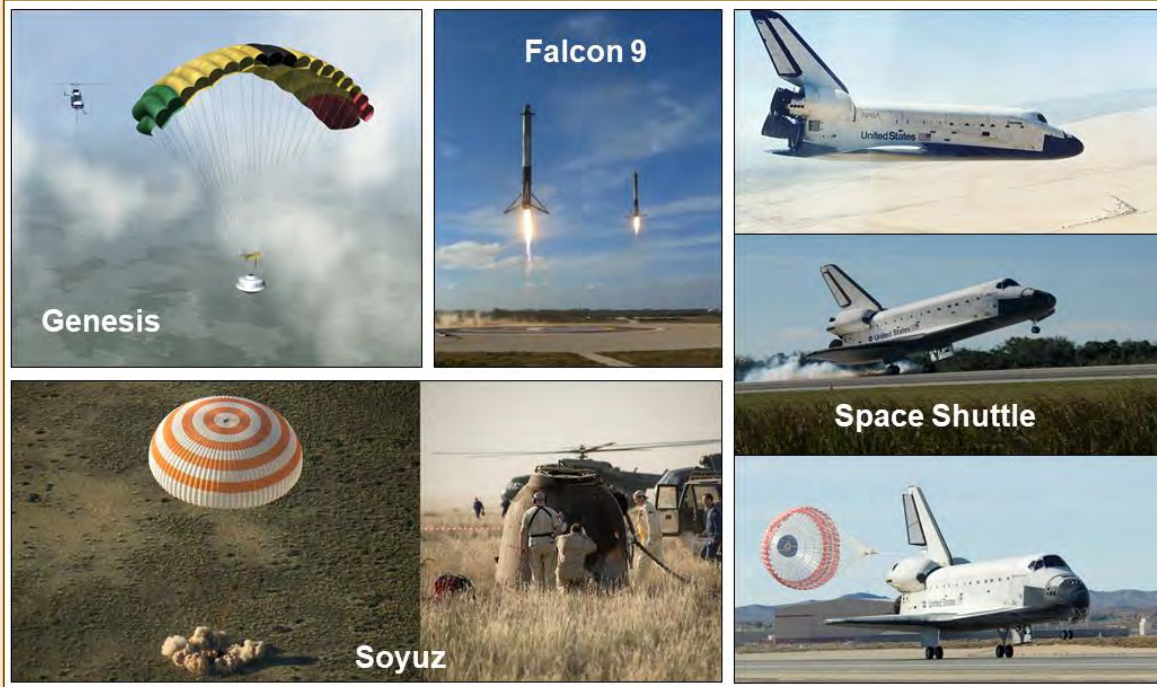 Genesis
Falcon 9
United States
United States
Space Shuttle
United States
Soyuz